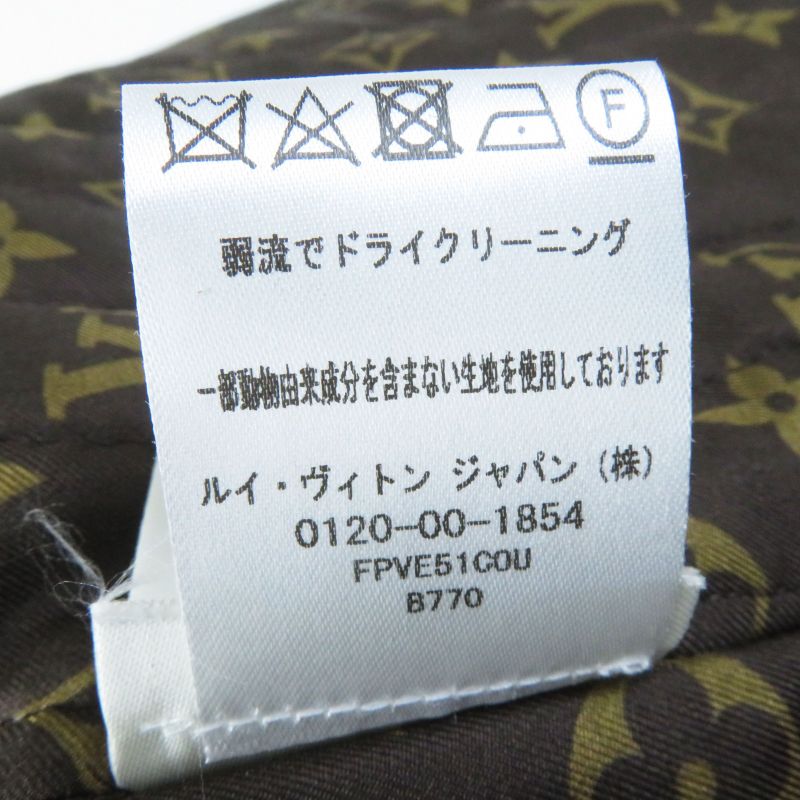 F
弱流でドライクリーニング
一部動物由来成分を含まない生地を使用しております
ルイ・ヴィトン ジャパン（株）
0120-00-1854
FPVE51COU
B770